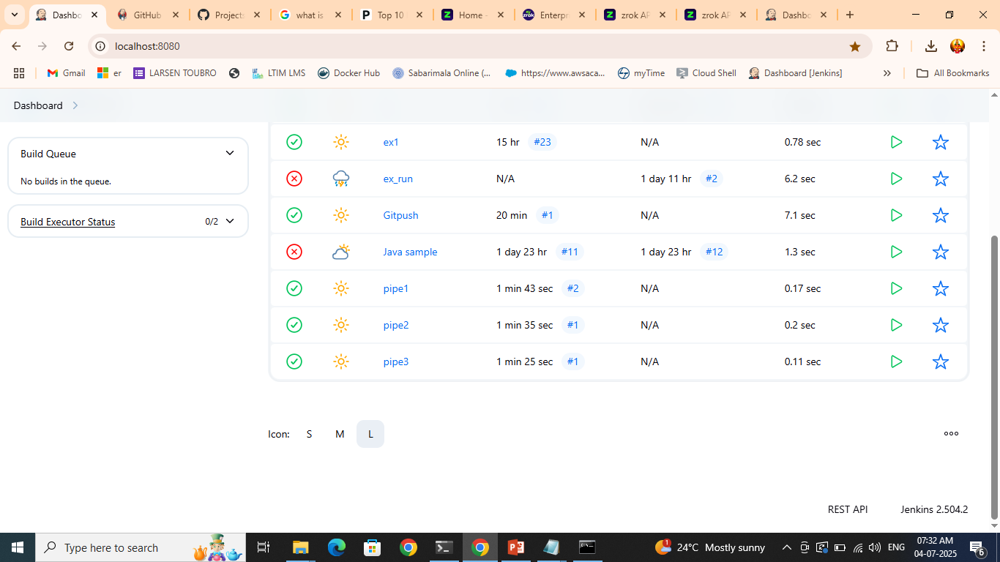 Dashbo
GitHub
Projects
what is
Top 10
Home -
Enterpr
zrok AP
zrok AP
Dashbo
localhost:8080
Gmail
er
LARSEN TOUBRO
LTIM LMS
Docker Hub
Sabarimala Online (...
https://www.awsaca...
myTime
Cloud Shell
Dashboard [Jenkins]
All Bookmarks
Dashboard
Build Queue
No builds in the queue.
Build Executor Status 0/2
ex1 15 hr #23 N/A 0.78 sec
ex_run N/A 1 day 11 hr #2 6.2 sec
Gitpush 20 min #1 N/A 7.1 sec
Java sample 1 day 23 hr #11 1 day 23 hr #12 1.3 sec
pipe1 1 min 43 sec #2 N/A 0.17 sec
pipe2 1 min 35 sec #1 N/A 0.2 sec
pipe3 1 min 25 sec #1 N/A 0.11 sec
Icon: S M L
REST API Jenkins 2.504.2
Type here to search
1
24°C Mostly sunny
ENG
07:32 AM
04-07-2025
6